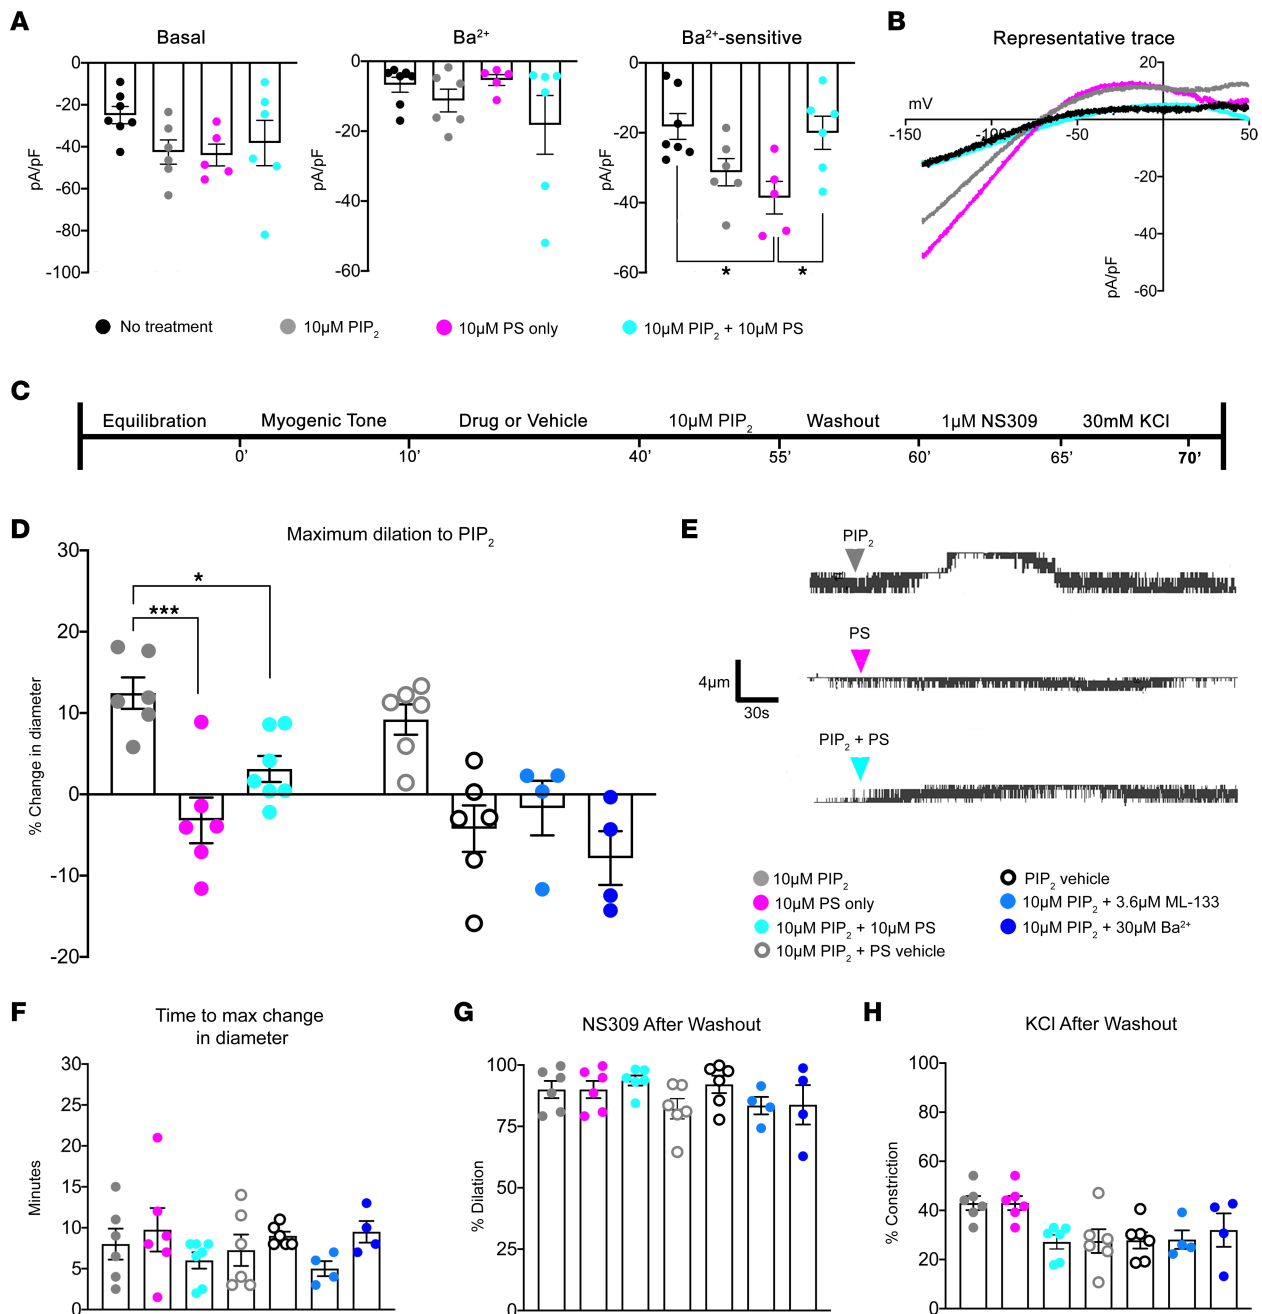 A
Basal
Ba²⁺
Ba²⁺-sensitive
0
-20
-40
-60
-80
-100
pA/pF
0
-20
-40
-60
pA/pF
0
-20
-40
-60
pA/pF
*
*
B
Representative trace
20
mV
-150
-100
-50
50
-20
-40
-60
pA/pF
No treatment
10µM PIP₂
10µM PS only
10µM PIP₂ + 10µM PS
C
Equilibration
Myogenic Tone
Drug or Vehicle
10µM PIP₂
Washout
1µM NS309
30mM KCl
0'
10'
40'
55'
60'
65'
70'
D
Maximum dilation to PIP₂
30
20
10
0
-10
-20
% Change in diameter
*
***
E
PIP₂
PS
4µm
30s
PIP₂ + PS
10µM PIP₂
10µM PS only
10µM PIP₂ + 10µM PS
10µM PIP₂ + PS vehicle
PIP₂ vehicle
10µM PIP₂ + 3.6µM ML-133
10µM PIP₂ + 30µM Ba²⁺
F
Time to max change
in diameter
30
25
20
15
10
5
0
Minutes
G
NS309 After Washout
100
75
50
25
0
% Dilation
H
KCl After Washout
100
80
60
40
20
0
% Constriction